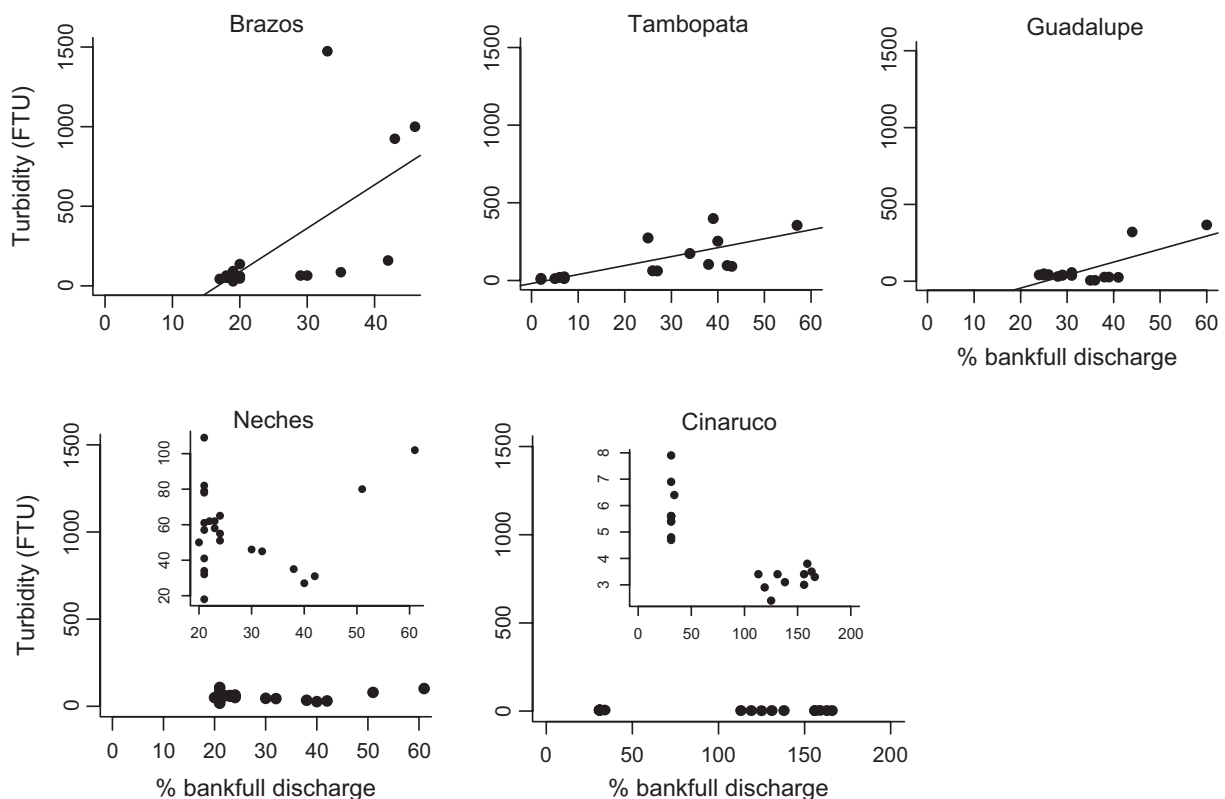 Brazos
Turbidity (FTU)
0 500 1000 1500
0 10 20 30 40
Tambopata
0 500 1000 1500
0 10 20 30 40 50 60
Guadalupe
0 500 1000 1500
0 10 20 30 40 50 60
% bankfull discharge
Neches
Turbidity (FTU)
0 500 1000 1500
20 40 60 80 100
20 30 40 50 60
0 10 20 30 40 50 60
% bankfull discharge
Cinaruco
0 500 1000 1500
3 4 5 6 7 8
0 50 100 150 200
0 50 100 150 200
% bankfull discharge